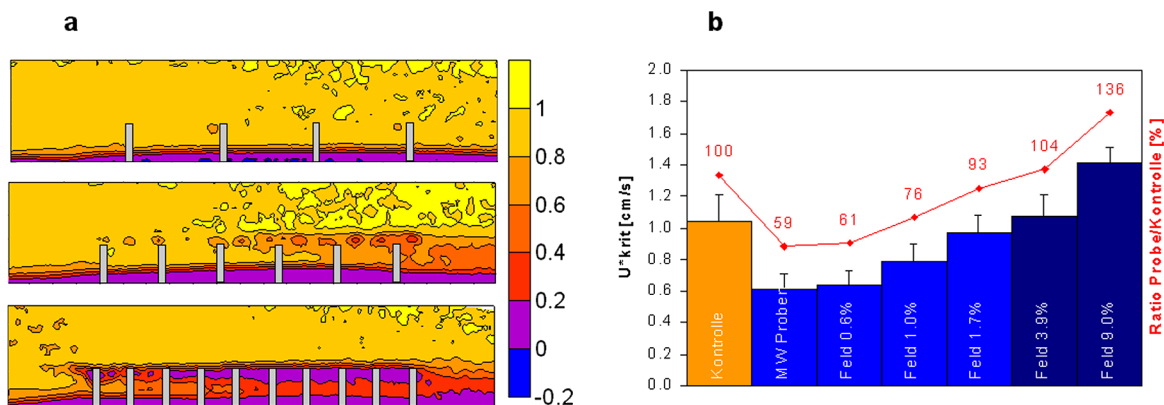 a
1
0.8
0.6
0.4
0.2
0
-0.2
b
2.0
1.8
1.6
1.4
1.2
1.0
0.8
0.6
0.4
0.2
0.0
U*krit [cm/s]
100
59
61
76
93
104
136
Kontrolle
MW Proben
Feld 0.6%
Feld 1.0%
Feld 1.7%
Feld 3.9%
Feld 9.0%
Ratio Probe/Kontrolle [%]